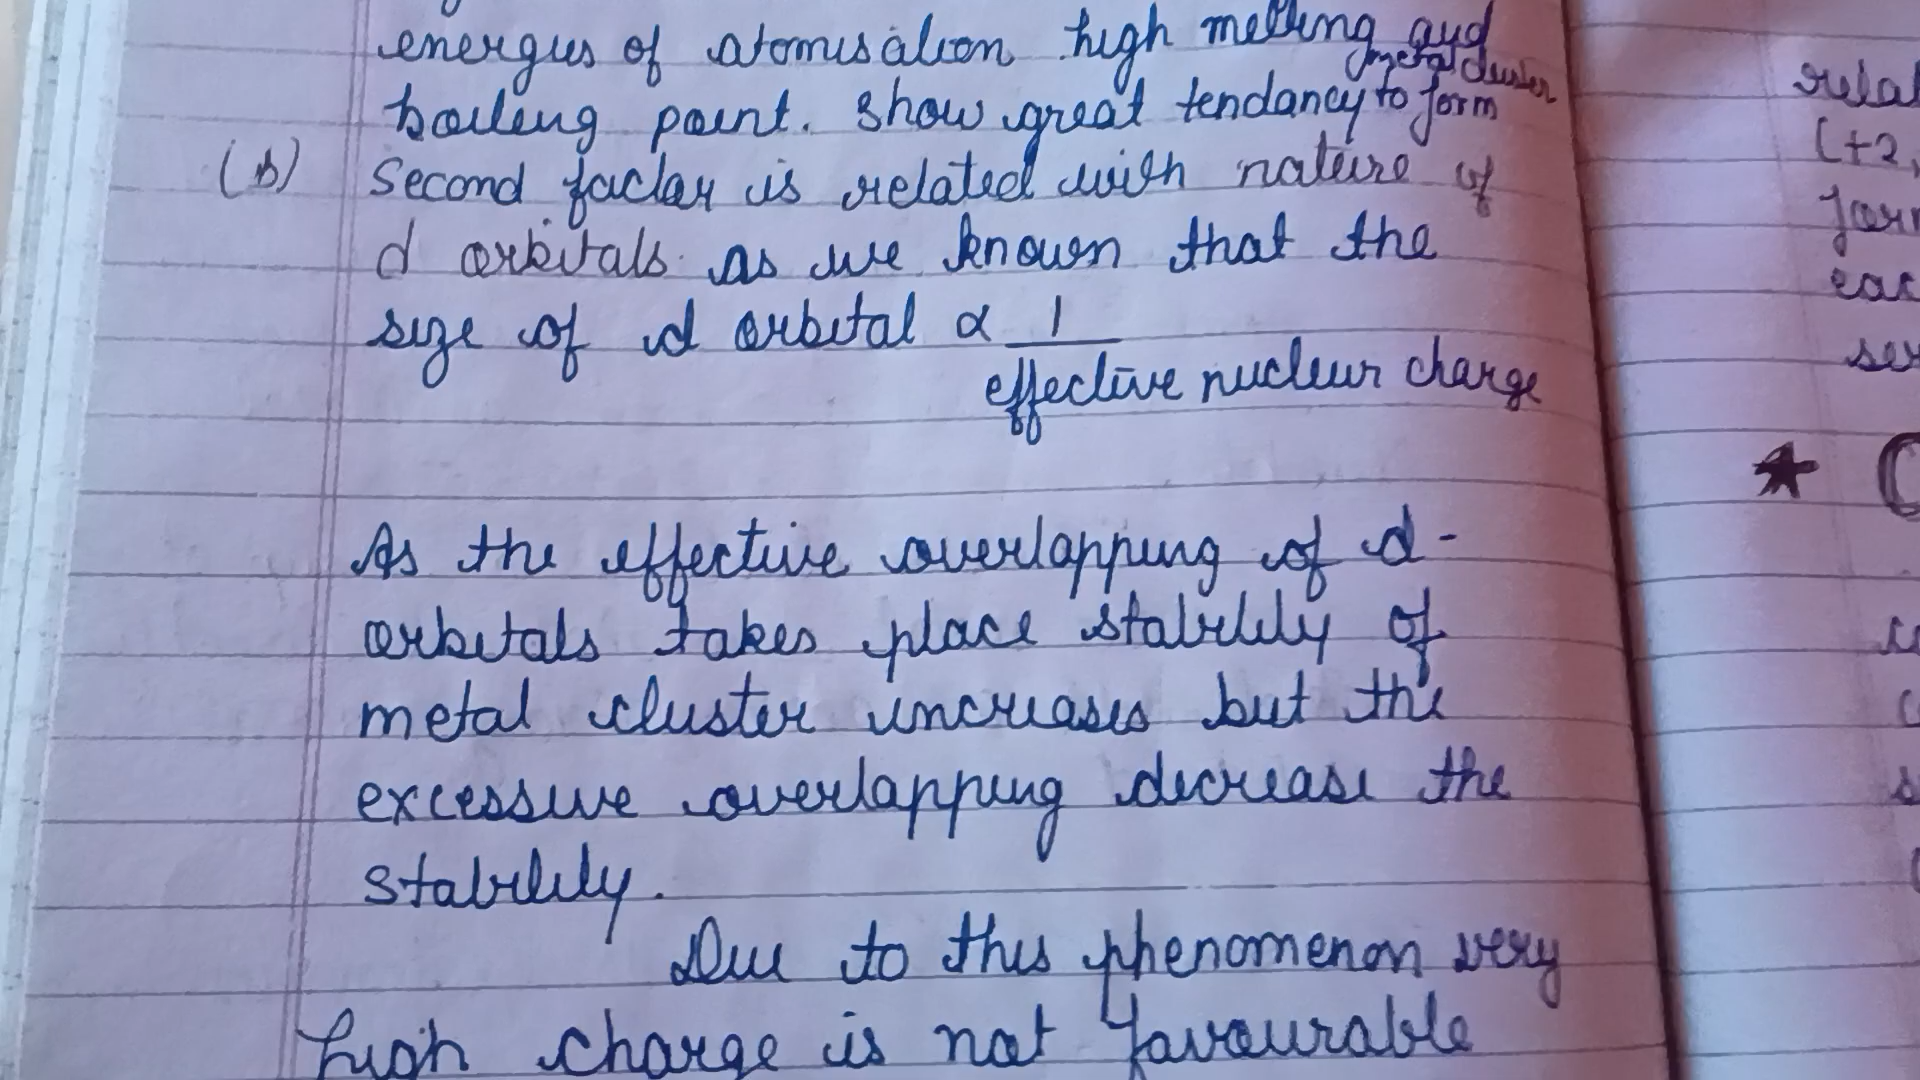 energies of atomisation high melting and
metal cluster
boiling point. show great tendancy to form
(b) Second factor is related with nature of
d orbitals. as we known that the
size of d orbital α 1
effective nuclear charge
As the effective overlapping of d-
orbitals takes place stability of
metal cluster increases but the
excessive overlapping decrease the
stability.
Due to this phenomenon very
high charge is not favourable
(+2,
form
★